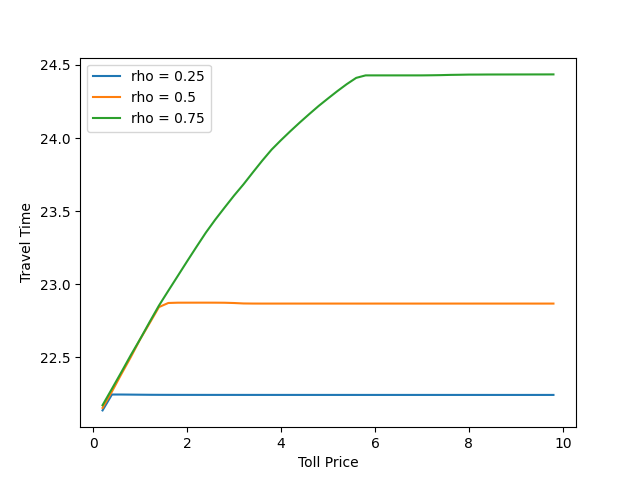 24.5
24.0
23.5
23.0
22.5
Travel Time
rho = 0.25
rho = 0.5
rho = 0.75
0 2 4 6 8 10
Toll Price